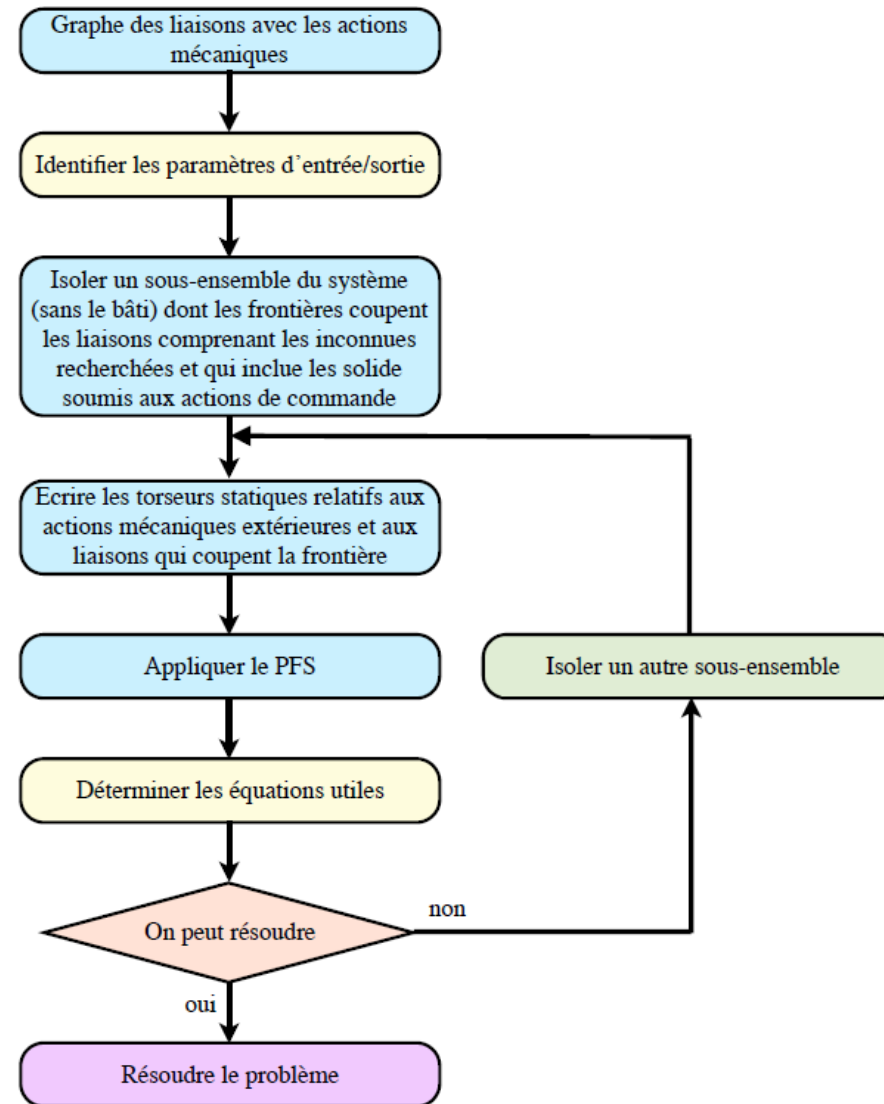 Graphe des liaisons avec les actions
mécaniques
Identifier les paramètres d'entrée/sortie
Isoler un sous-ensemble du système
(sans le bâti) dont les frontières coupent
les liaisons comprenant les inconnues
recherchées et qui inclue les solide
soumis aux actions de commande
Ecrire les torseurs statiques relatifs aux
actions mécaniques extérieures et aux
liaisons qui coupent la frontière
Appliquer le PFS
Isoler un autre sous-ensemble
Déterminer les équations utiles
On peut résoudre
non
oui
Résoudre le problème